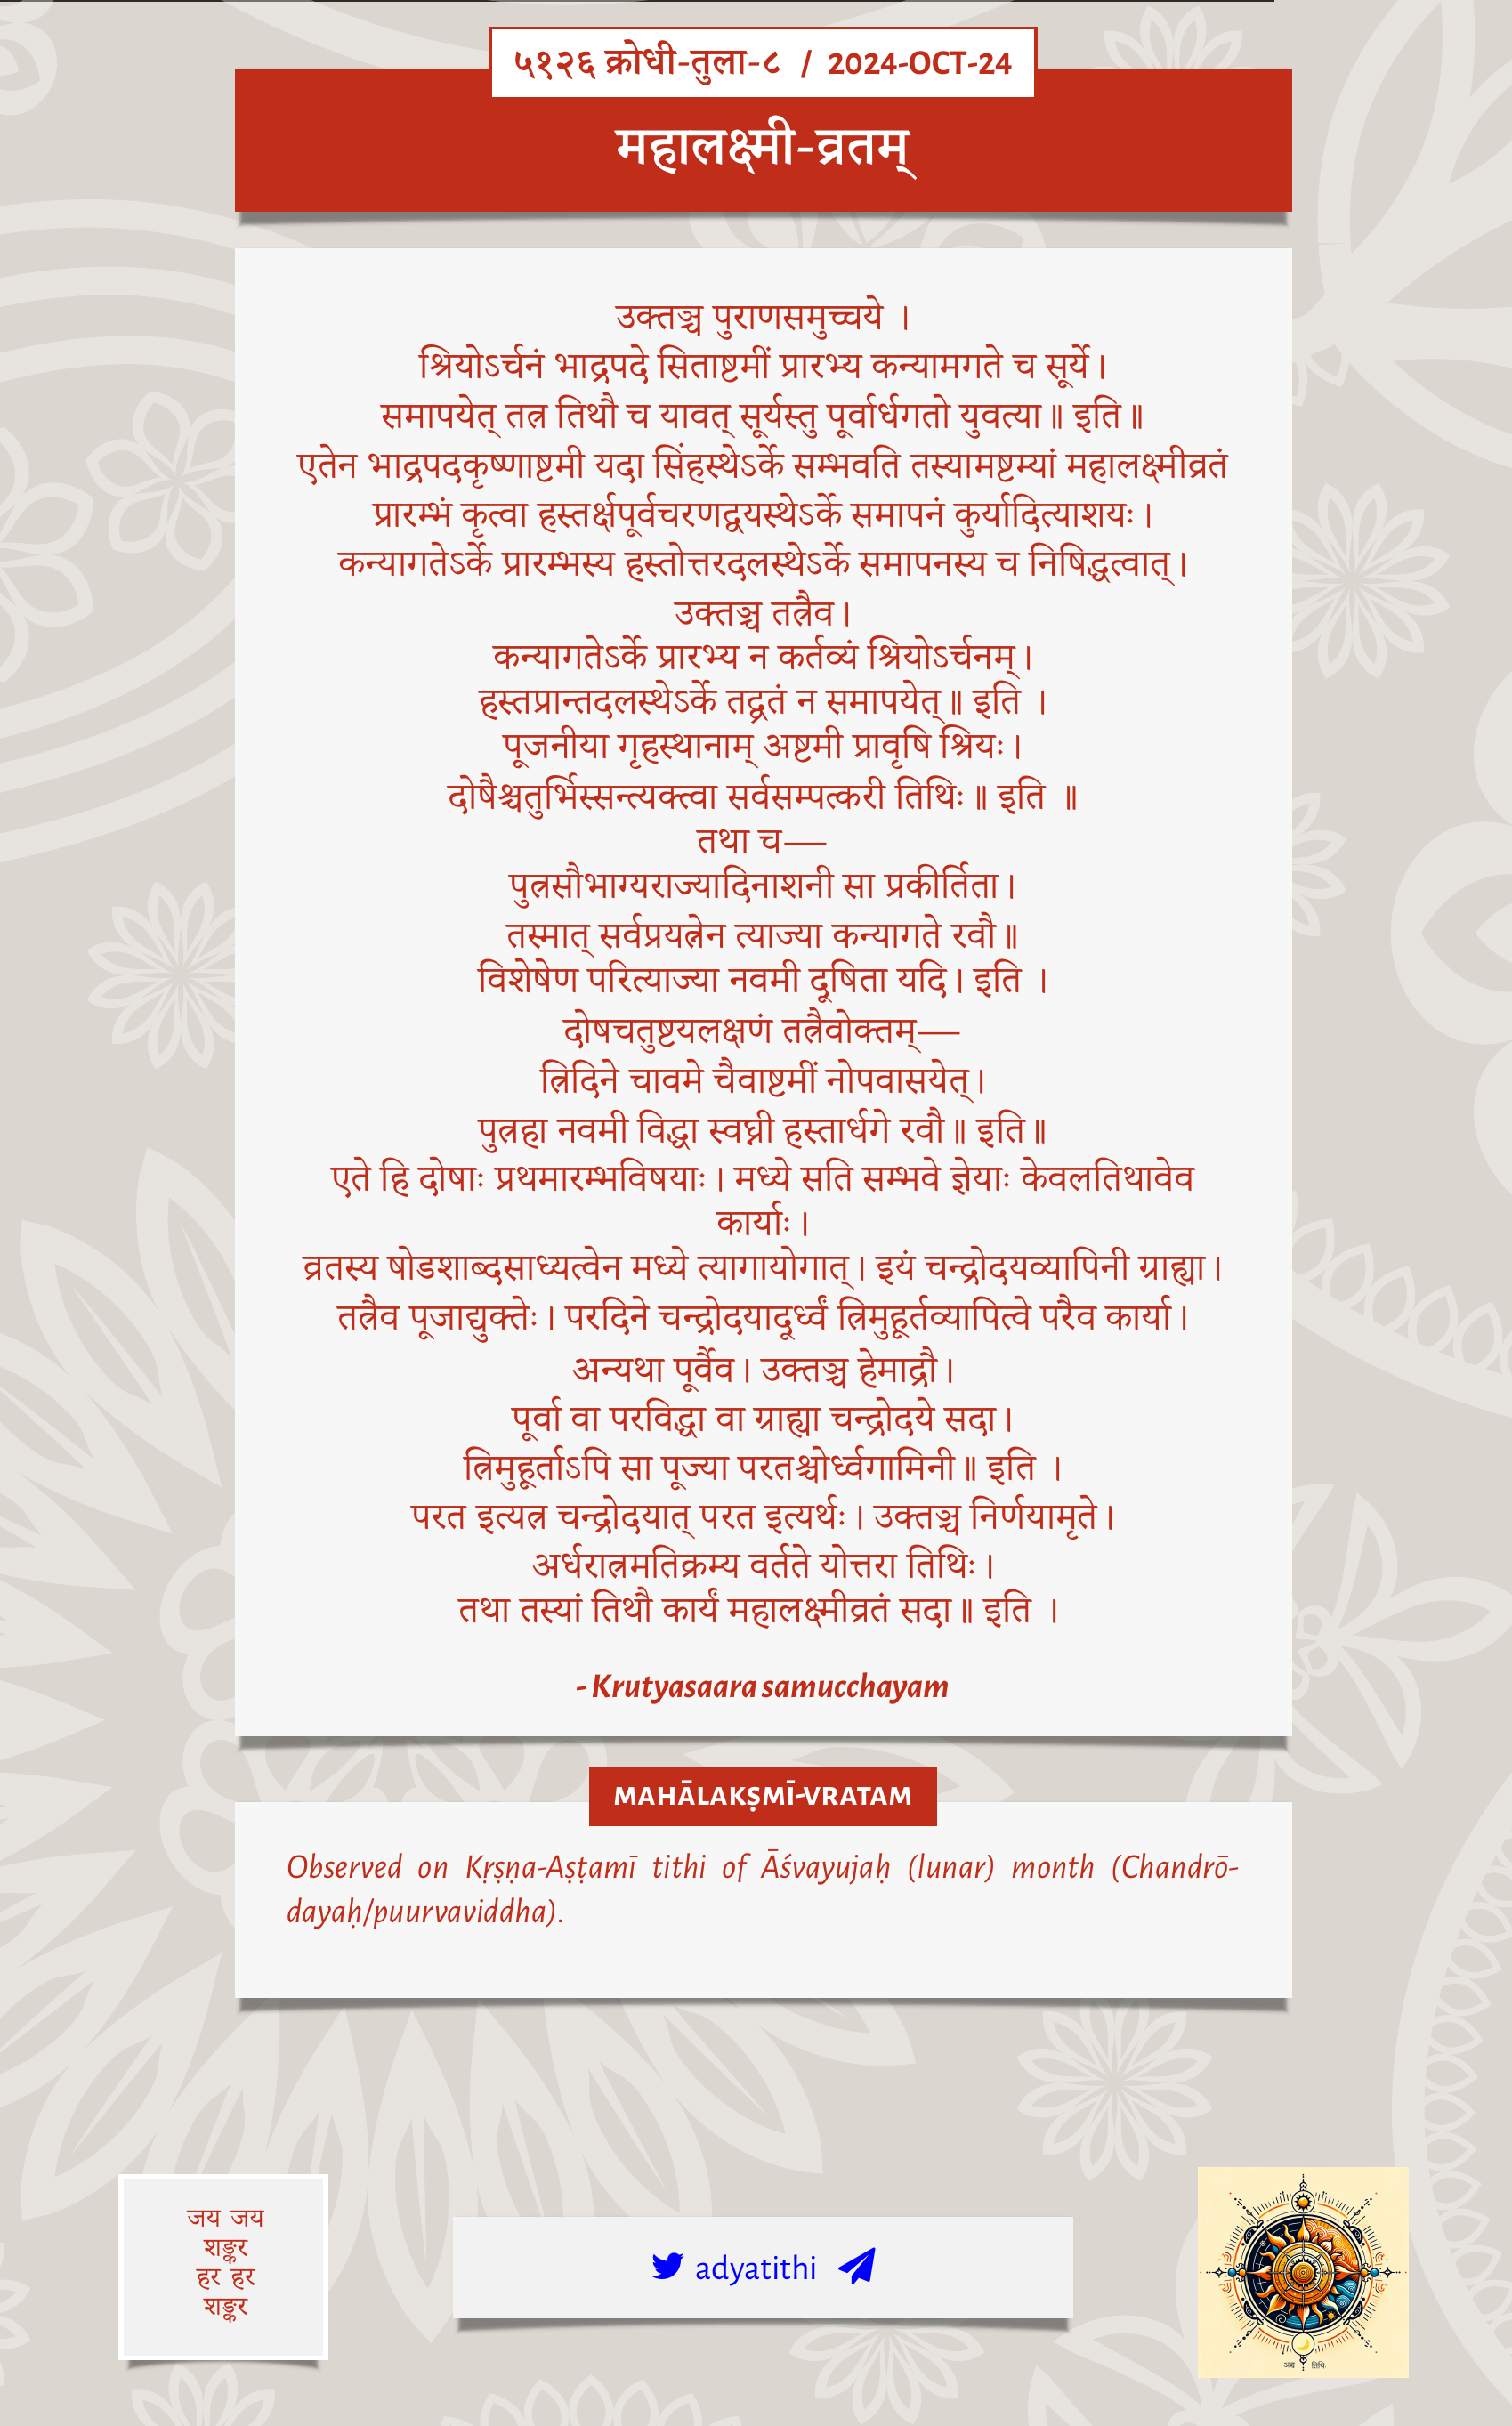 ५१२६ क्रोधी-तुला-८ / 2024-OCT-24
महालक्ष्मी-व्रतम्
उक्तञ्च पुराणसमुच्चये ।
श्रियोऽर्चनं भाद्रपदे सिताष्टमीं प्रारभ्य कन्यामगते च सूर्ये।
समापयेत् तत्र तिथौ च यावत् सूर्यस्तु पूर्वार्धगतो युवत्या॥ इति॥
एतेन भाद्रपदकृष्णाष्टमी यदा सिंहस्थेऽर्के सम्भवति तस्यामष्टम्यां महालक्ष्मीव्रतं
प्रारम्भं कृत्वा हस्तर्क्षपूर्वचरणद्वयस्थेऽर्के समापनं कुर्यादित्याशयः।
कन्यागतेऽर्के प्रारम्भस्य हस्तोत्तरदलस्थेऽर्के समापनस्य च निषिद्धत्वात्।
उक्तञ्च तत्रैव।
कन्यागतेऽर्के प्रारभ्य न कर्तव्यं श्रियोऽर्चनम्।
हस्तप्रान्तदलस्थेऽर्के तद्व्रतं न समापयेत्॥ इति ।
पूजनीया गृहस्थानाम् अष्टमी प्रावृषि श्रियः।
दोषैश्चतुर्भिस्सन्त्यक्त्वा सर्वसम्पत्करी तिथिः॥ इति ॥
तथा च—
पुत्रसौभाग्यराज्यादिनाशनी सा प्रकीर्तिता।
तस्मात् सर्वप्रयत्नेन त्याज्या कन्यागते रवौ॥
विशेषेण परित्याज्या नवमी दूषिता यदि। इति ।
दोषचतुष्टयलक्षणं तत्रैवोक्तम्—
त्रिदिने चावमे चैवाष्टमीं नोपवासयेत्।
पुत्रहा नवमी विद्धा स्वघ्नी हस्तार्धगे रवौ॥ इति॥
एते हि दोषाः प्रथमारम्भविषयाः। मध्ये सति सम्भवे ज्ञेयाः केवलतिथावेव
कार्याः।
व्रतस्य षोडशाब्दसाध्यत्वेन मध्ये त्यागायोगात्। इयं चन्द्रोदयव्यापिनी ग्राह्या।
तत्रैव पूजाद्युक्तेः। परदिने चन्द्रोदयादूर्ध्वं त्रिमुहूर्तव्यापित्वे परैव कार्या।
अन्यथा पूर्वैव। उक्तञ्च हेमाद्रौ।
पूर्वा वा परविद्धा वा ग्राह्या चन्द्रोदये सदा।
त्रिमुहूर्ताऽपि सा पूज्या परतश्चोर्ध्वगामिनी॥ इति ।
परत इत्यत्र चन्द्रोदयात् परत इत्यर्थः। उक्तञ्च निर्णयामृते।
अर्धरात्रमतिक्रम्य वर्तते योत्तरा तिथिः।
तथा तस्यां तिथौ कार्यं महालक्ष्मीव्रतं सदा॥ इति ।
- Krutyasaara samucchayam
MAHĀLAKṢMĪ-VRATAM
Observed on Kṛṣṇa-Aṣṭamī tithi of Āśvayujaḥ (lunar) month (Chandrō-
dayaḥ/puurvaviddha).
जय जय
शङ्कर
हर हर
शङ्कर
adyatithi
अद्य तिथिः